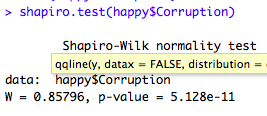 > shapiro.test(happy$Corruption)
Shapiro-Wilk normality test
qqline(y, datax = FALSE, distribution =
data: happy$Corruption
W = 0.85796, p-value = 5.128e-11